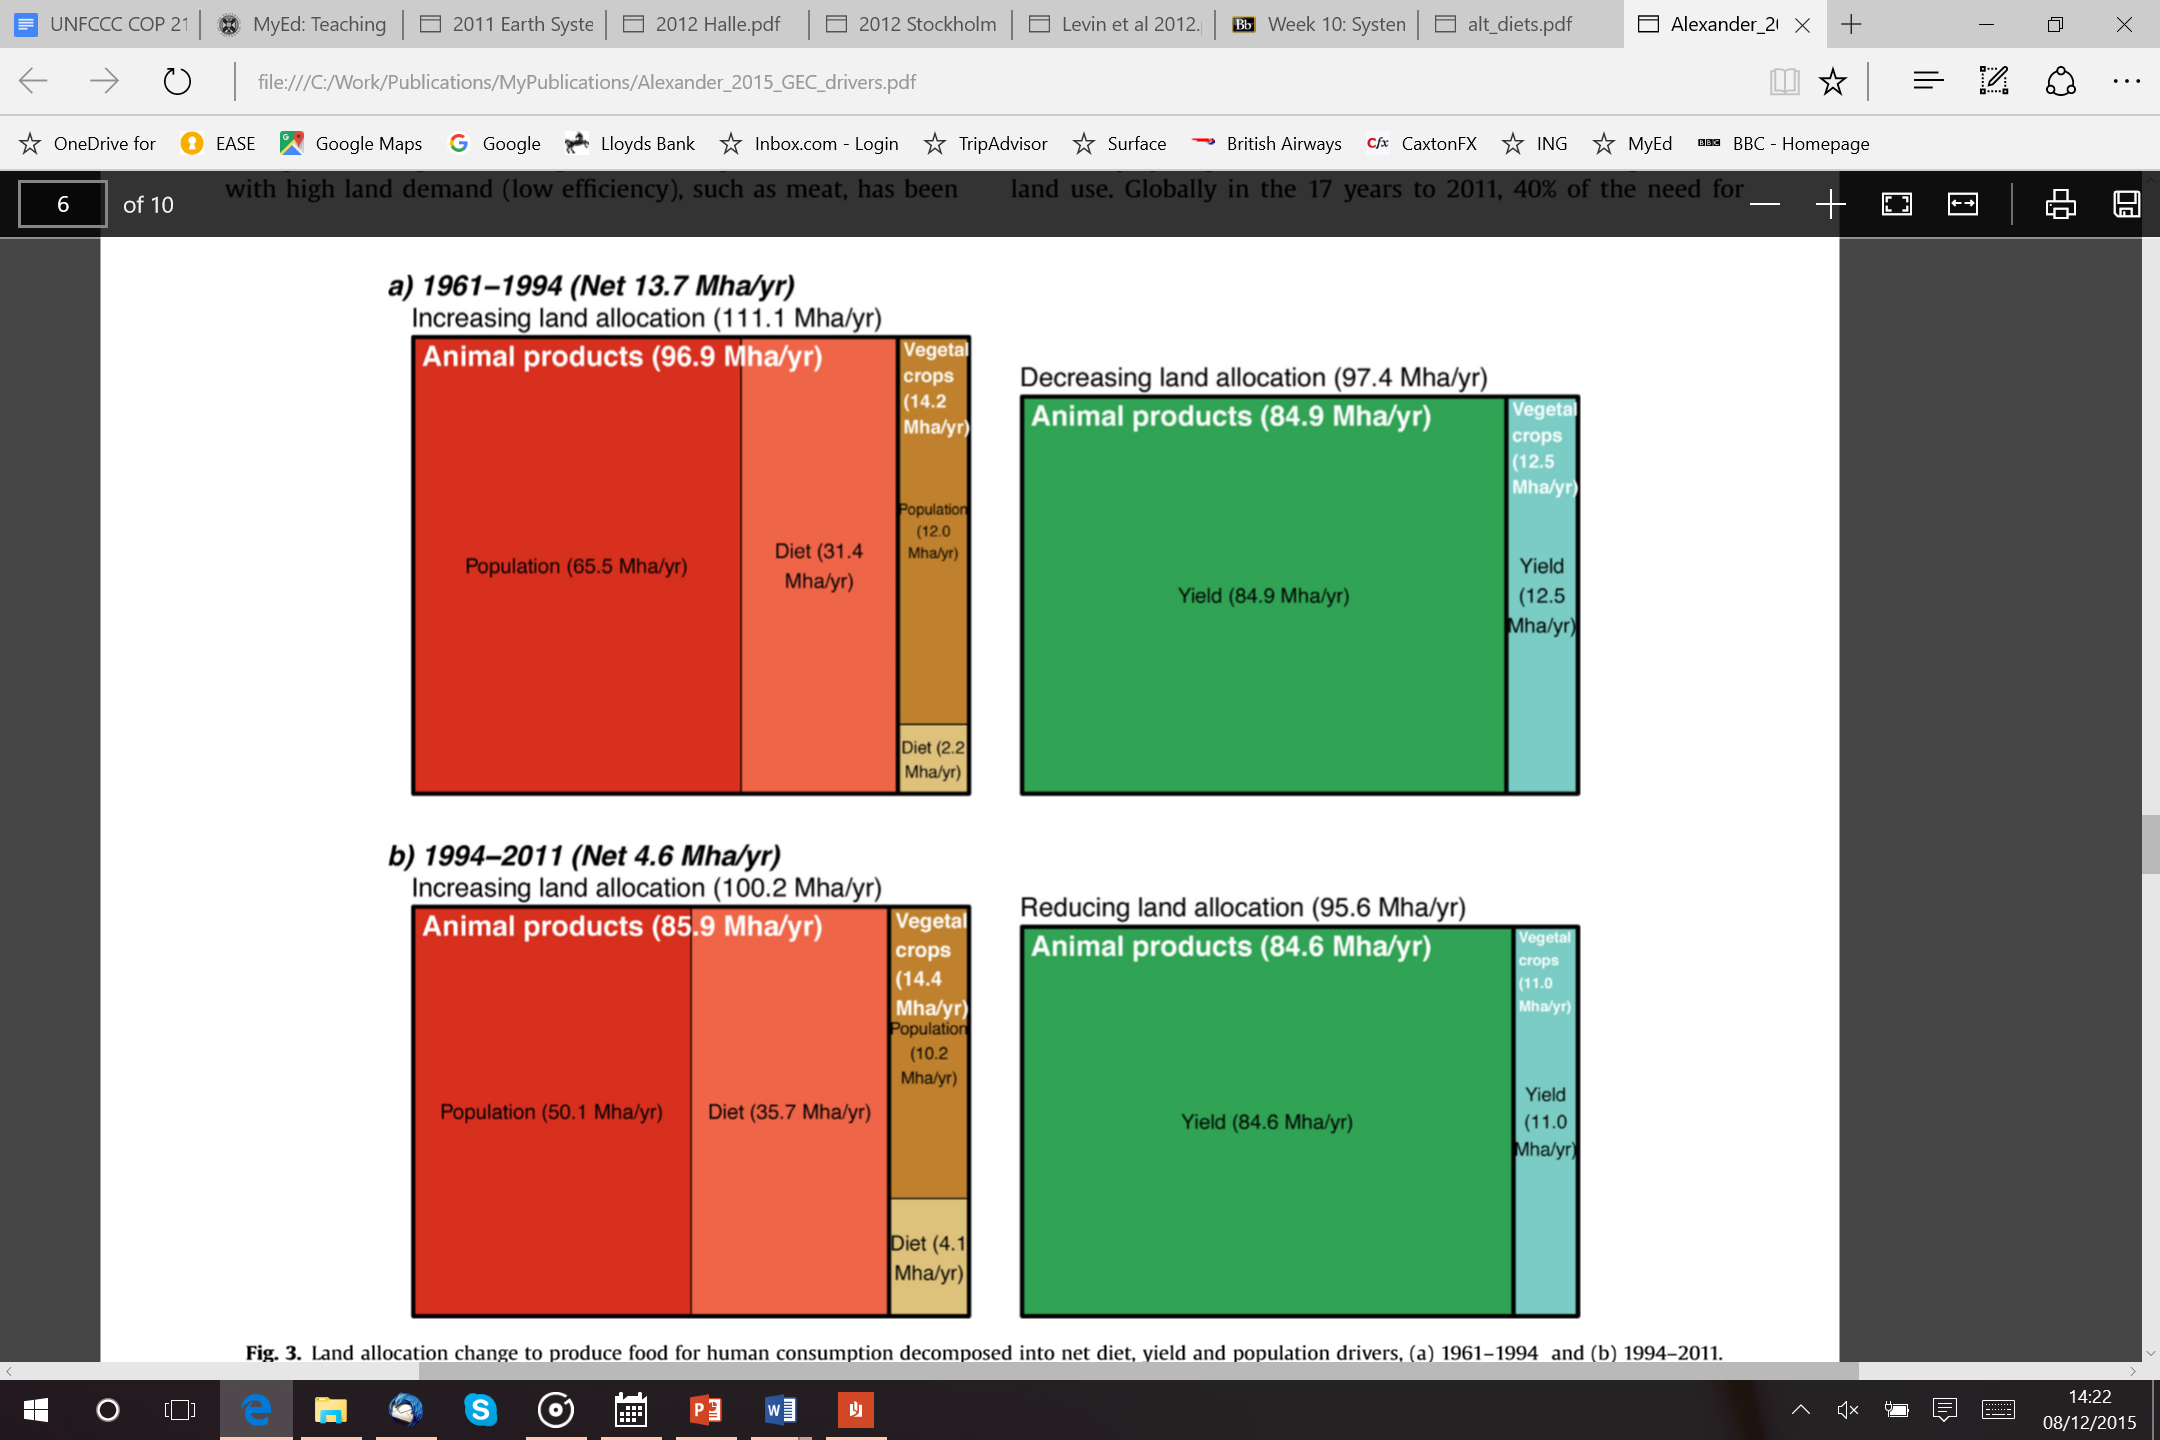 UNFCCC COP 21
MyEd: Teaching
2011 Earth Syste
2012 Halle.pdf
2012 Stockholm
Levin et al 2012.
Bb Week 10: System
alt_diets.pdf
Alexander_20
file:///C:/Work/Publications/MyPublications/Alexander_2015_GEC_drivers.pdf
OneDrive for EASE Google Maps G Google Lloyds Bank Inbox.com - Login TripAdvisor Surface British Airways Cfx CaxtonFX ING MyEd BBC BBC - Homepage
with high land demand (low efficiency), such as meat, has been
land use. Globally in the 17 years to 2011, 40% of the need for
6 of 10
a) 1961–1994 (Net 13.7 Mha/yr)
Increasing land allocation (111.1 Mha/yr)
Animal products (96.9 Mha/yr)
Population (65.5 Mha/yr)
Diet (31.4
Mha/yr)
Vegetal
crops
(14.2
Mha/yr)
Population
(12.0
Mha/yr)
Diet (2.2
Mha/yr)
Decreasing land allocation (97.4 Mha/yr)
Animal products (84.9 Mha/yr)
Yield (84.9 Mha/yr)
Vegetal
crops
(12.5
Mha/yr)
Yield
(12.5
Mha/yr)
b) 1994–2011 (Net 4.6 Mha/yr)
Increasing land allocation (100.2 Mha/yr)
Animal products (85.9 Mha/yr)
Population (50.1 Mha/yr)
Diet (35.7 Mha/yr)
Vegetal
crops
(14.4
Mha/yr)
Population
(10.2
Mha/yr)
Diet (4.1
Mha/yr)
Reducing land allocation (95.6 Mha/yr)
Animal products (84.6 Mha/yr)
Yield (84.6 Mha/yr)
Vegetal
crops
(11.0
Mha/yr)
Yield
(11.0
Mha/yr)
Fig. 3. Land allocation change to produce food for human consumption decomposed into net diet, yield and population drivers, (a) 1961–1994 and (b) 1994–2011.
14:22
08/12/2015